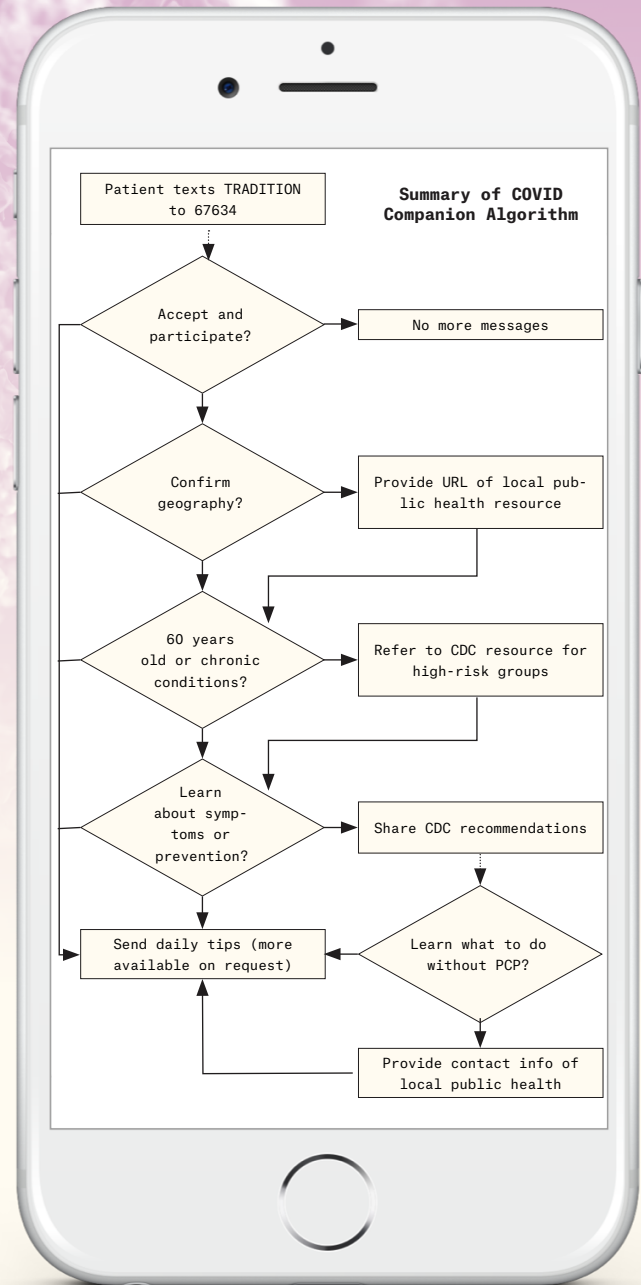 Patient texts TRADITION
to 67634
Summary of COVID
Companion Algorithm
Accept and
participate?
No more messages
Confirm
geography?
Provide URL of local pub-
lic health resource
60 years
old or chronic
conditions?
Refer to CDC resource for
high-risk groups
Learn
about symp-
toms or
prevention?
Share CDC recommendations
Send daily tips (more
available on request)
Learn what to do
without PCP?
Provide contact info of
local public health